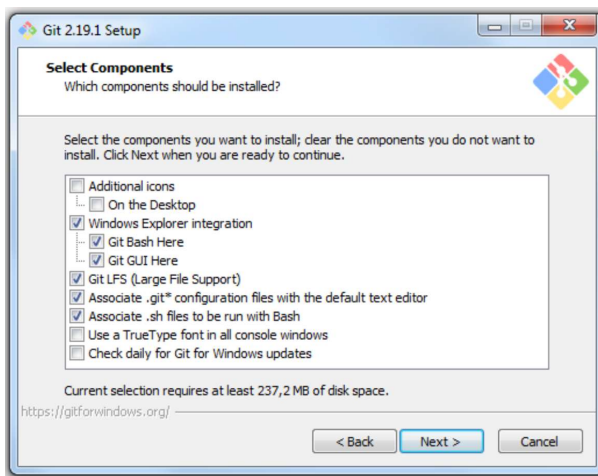 Git 2.19.1 Setup
Select Components
Which components should be installed?
Select the components you want to install; clear the components you do not want to
install. Click Next when you are ready to continue.
Additional icons
On the Desktop
Windows Explorer integration
Git Bash Here
Git GUI Here
Git LFS (Large File Support)
Associate .git* configuration files with the default text editor
Associate .sh files to be run with Bash
Use a TrueType font in all console windows
Check daily for Git for Windows updates
Current selection requires at least 237,2 MB of disk space.
https://gitforwindows.org/
< Back Next > Cancel